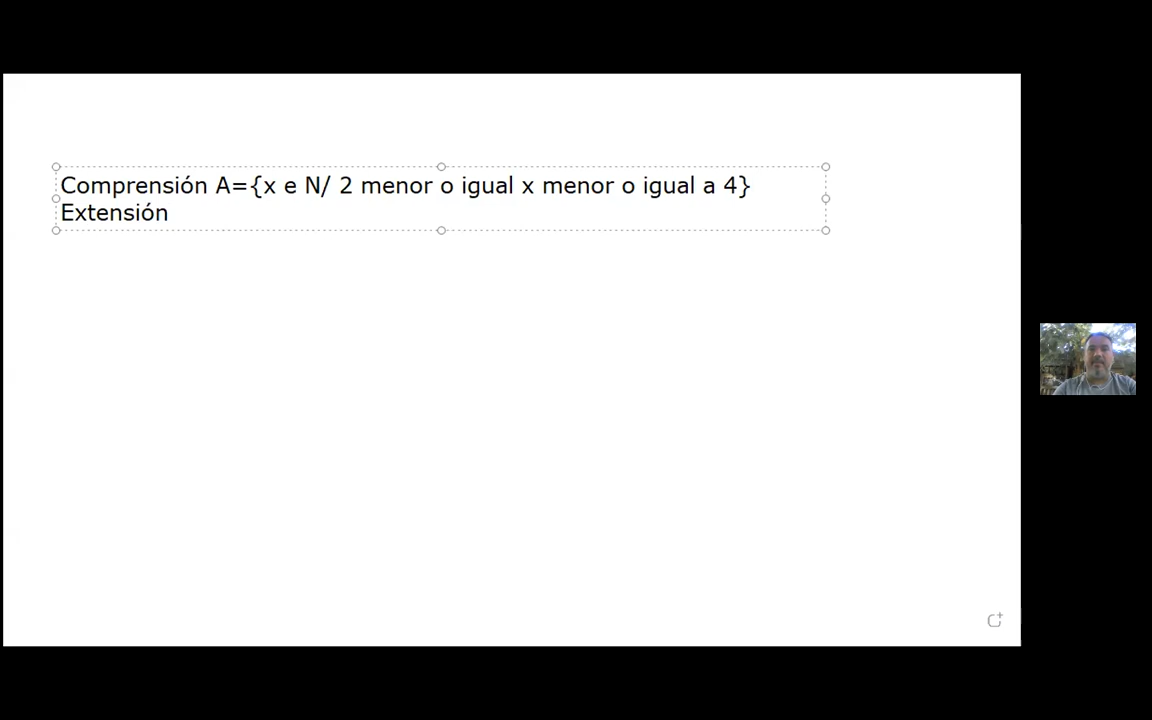 Comprensión A={x e N/ 2 menor o igual x menor o igual a 4}
Extensión